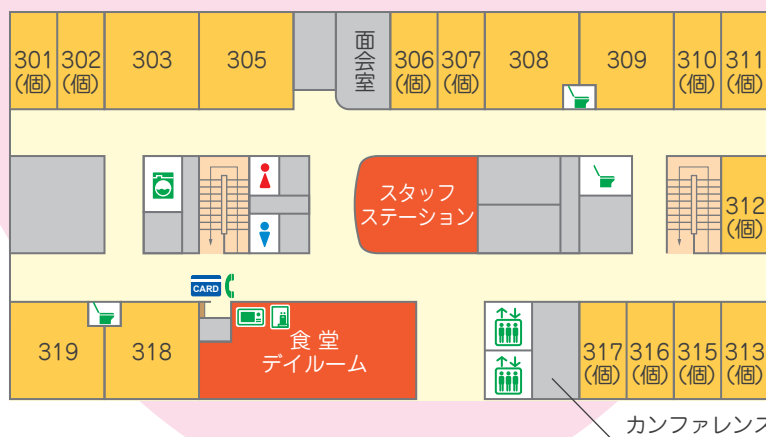 301
(個)
302
(個)
303
305
面会室
306
(個)
307
(個)
308
309
310
(個)
311
(個)
スタッフ
ステーション
312
(個)
CARD
319
318
食堂
デイルーム
317
(個)
316
(個)
315
(個)
313
(個)
カンファレンス